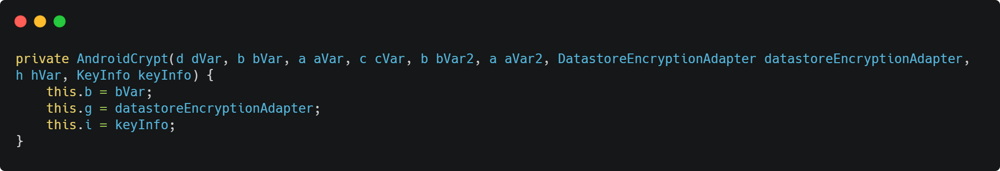 private AndroidCrypt(d dVar, b bVar, a aVar, c cVar, b bVar2, a aVar2, DatastoreEncryptionAdapter datastoreEncryptionAdapter,
h hVar, KeyInfo keyInfo) {
    this.b = bVar;
    this.g = datastoreEncryptionAdapter;
    this.i = keyInfo;
}